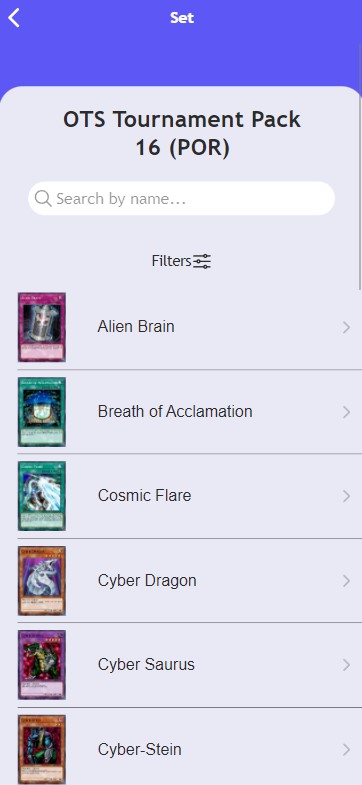 Set
OTS Tournament Pack
16 (POR)
Search by name...
Filters
Alien Brain
Breath of Acclamation
Cosmic Flare
Cyber Dragon
Cyber Saurus
Cyber-Stein